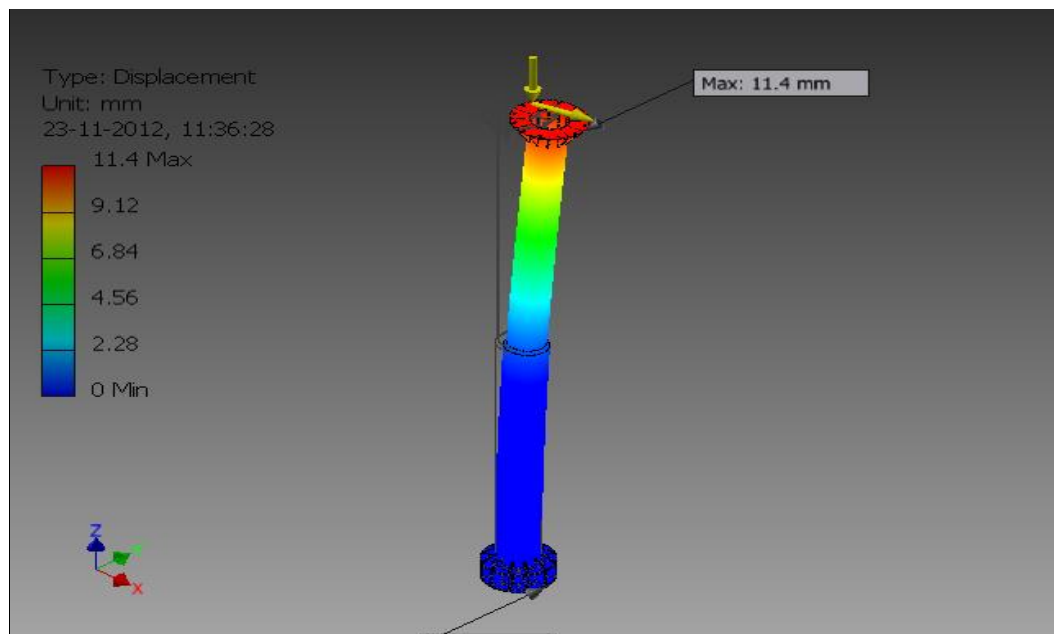 Type: Displacement
Unit: mm
23-11-2012, 11:36:28
11.4 Max
9.12
6.84
4.56
2.28
0 Min
Max: 11.4 mm
Z
X